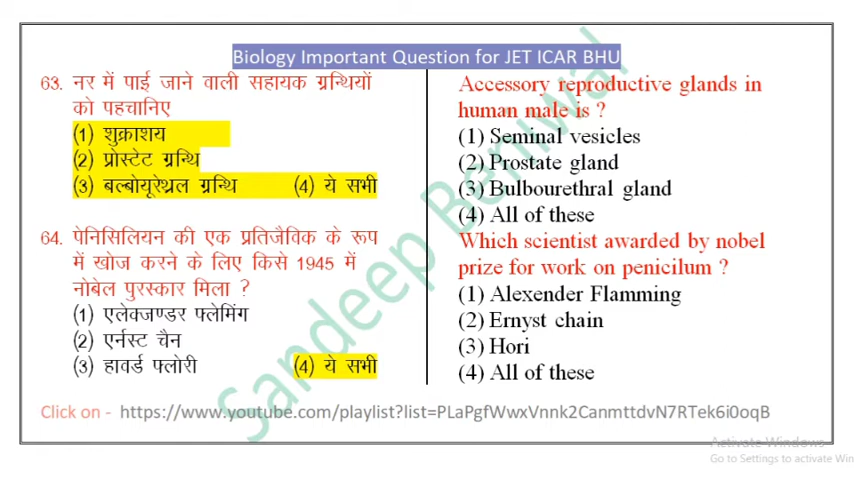 Biology Important Question for JET ICAR BHU
63. नर में पाई जाने वाली सहायक ग्रन्थियों
को पहचानिए
(1) शुक्राशय
(2) प्रोस्टेट ग्रन्थि
(3) बल्बोयूरेथ्रल ग्रन्थि (4) ये सभी
64. पेनिसिलियन की एक प्रतिजैविक के रूप
में खोज करने के लिए किसे 1945 में
नोबेल पुरस्कार मिला ?
(1) एलेक्जण्डर फ्लेमिंग
(2) एर्नस्ट चैन
(3) हावर्ड फ्लोरी (4) ये सभी
Accessory reproductive glands in
human male is ?
(1) Seminal vesicles
(2) Prostate gland
(3) Bulbourethral gland
(4) All of these
Which scientist awarded by nobel
prize for work on penicilum ?
(1) Alexender Flamming
(2) Ernyst chain
(3) Hori
(4) All of these
Sandeep Beniwal
Click on - https://www.youtube.com/playlist?list=PLaPgfWwxVnnk2CanmttdvN7RTek6i0oqB
Activate Windows
Go to Settings to activate Win